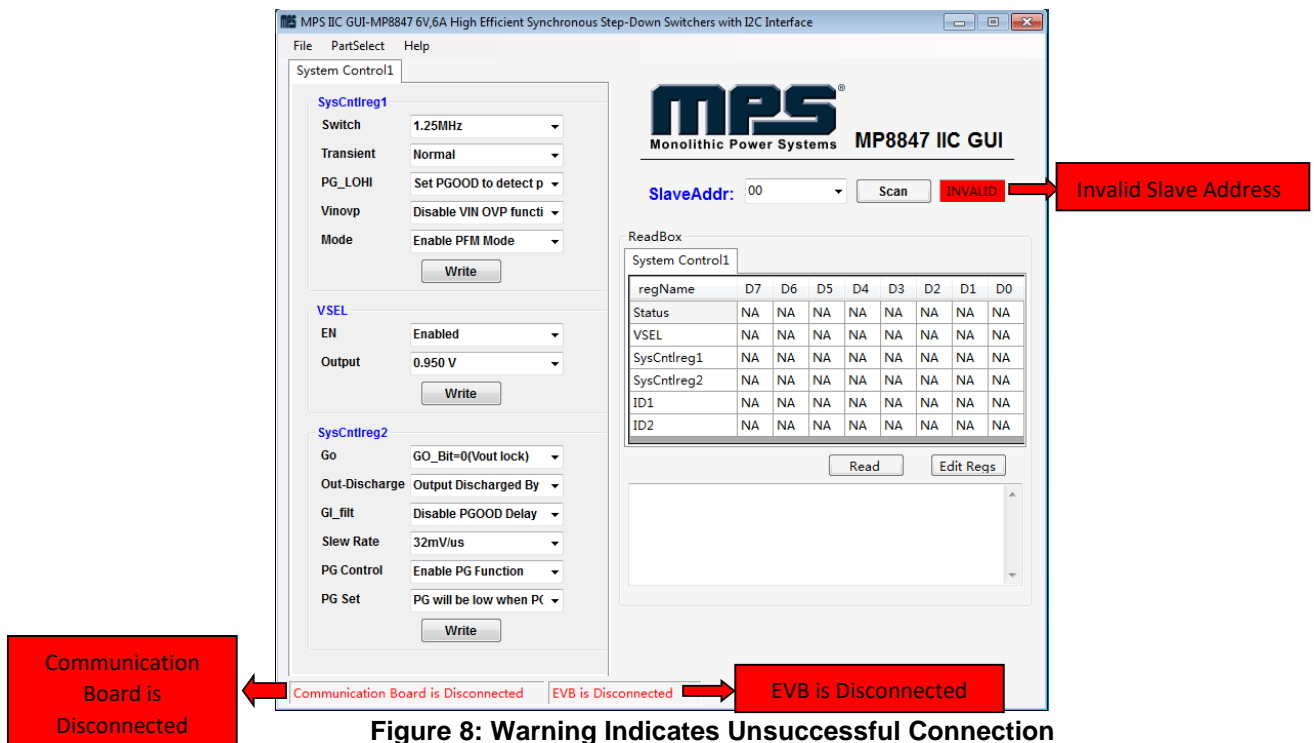 MPS IIC GUI-MP8847 6V,6A High Efficient Synchronous Step-Down Switchers with I2C Interface
File PartSelect Help
System Control1
SysCntlreg1
Switch 1.25MHz
Transient Normal
PG_LOHI Set PGOOD to detect p
Vinovp Disable VIN OVP functi
Mode Enable PFM Mode
Write
VSEL
EN Enabled
Output 0.950 V
Write
SysCntlreg2
Go GO_Bit=0(Vout lock)
Out-Discharge Output Discharged By
GI_filt Disable PGOOD Delay
Slew Rate 32mV/us
PG Control Enable PG Function
PG Set PG will be low when P(
Write
mps®
Monolithic Power Systems MP8847 IIC GUI
SlaveAddr: 00 Scan INVALID
Invalid Slave Address
ReadBox
System Control1
regName D7 D6 D5 D4 D3 D2 D1 D0
Status NA NA NA NA NA NA NA NA
VSEL NA NA NA NA NA NA NA NA
SysCntlreg1 NA NA NA NA NA NA NA NA
SysCntlreg2 NA NA NA NA NA NA NA NA
ID1 NA NA NA NA NA NA NA NA
ID2 NA NA NA NA NA NA NA NA
Read Edit Regs
Communication
Board is
Disconnected
Communication Board is Disconnected EVB is Disconnected
EVB is Disconnected
Figure 8: Warning Indicates Unsuccessful Connection